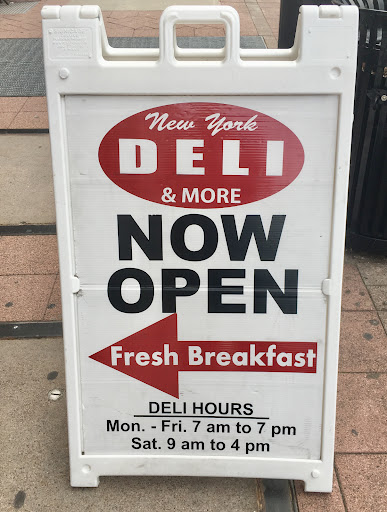 New York
DELI
& MORE
NOW
OPEN
Fresh Breakfast
DELI HOURS
Mon. - Fri. 7 am to 7 pm
Sat. 9 am to 4 pm